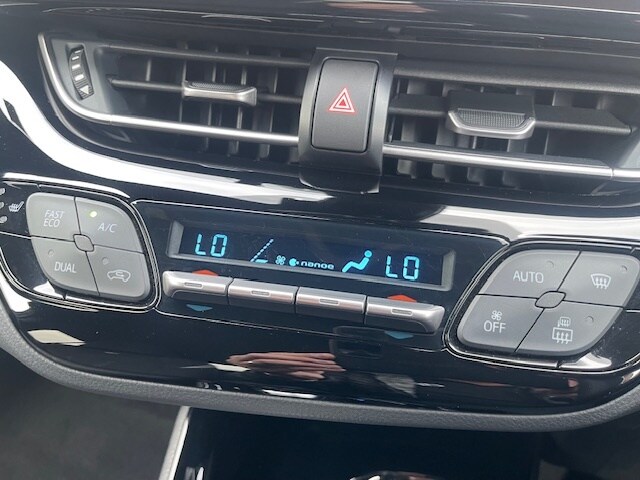 FAST
ECO
A/C
DUAL
LO
nanoe
LO
AUTO
OFF